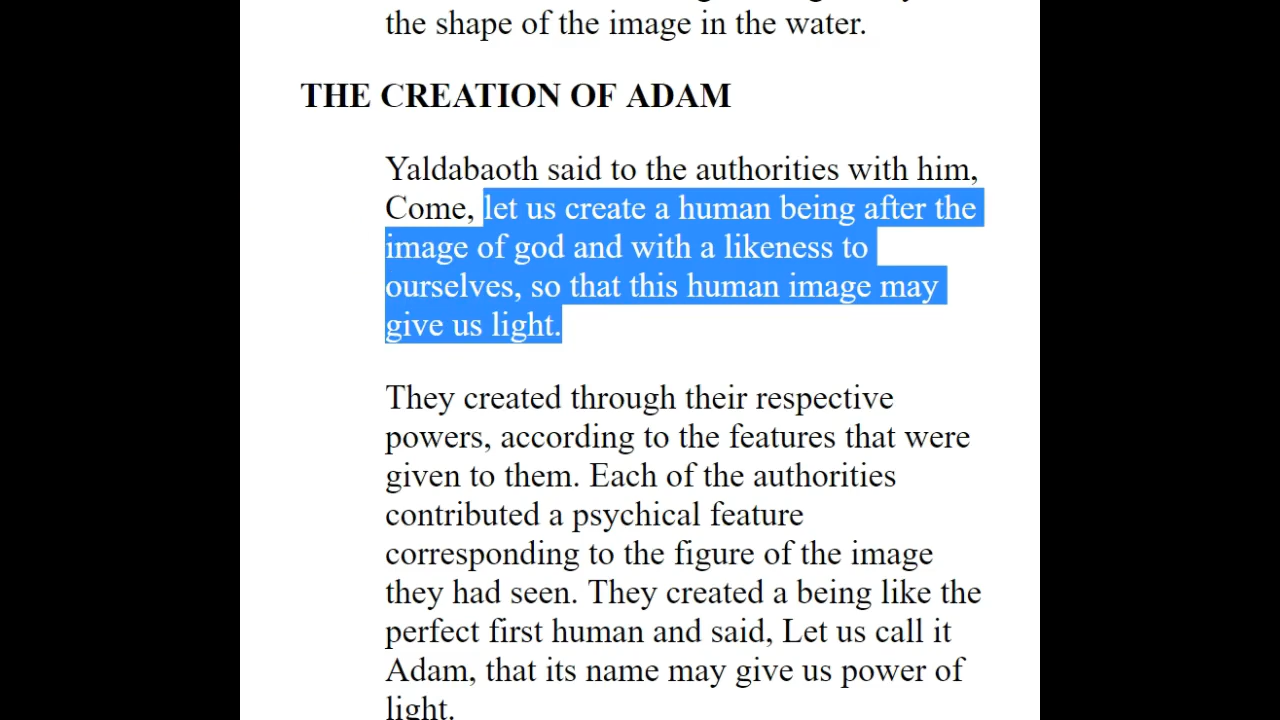 the shape of the image in the water.
THE CREATION OF ADAM
Yaldabaoth said to the authorities with him,
Come, let us create a human being after the
image of god and with a likeness to
ourselves, so that this human image may
give us light.
They created through their respective
powers, according to the features that were
given to them. Each of the authorities
contributed a psychical feature
corresponding to the figure of the image
they had seen. They created a being like the
perfect first human and said, Let us call it
Adam, that its name may give us power of
light.